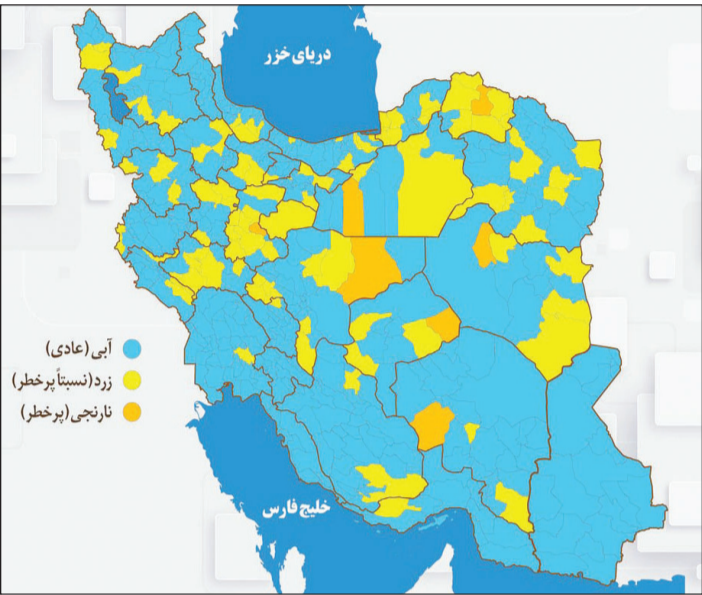 دریای خزر
آبی (عادی)
زرد (نسبتاً پرخطر)
نارنجی (پرخطر)
خلیج فارس